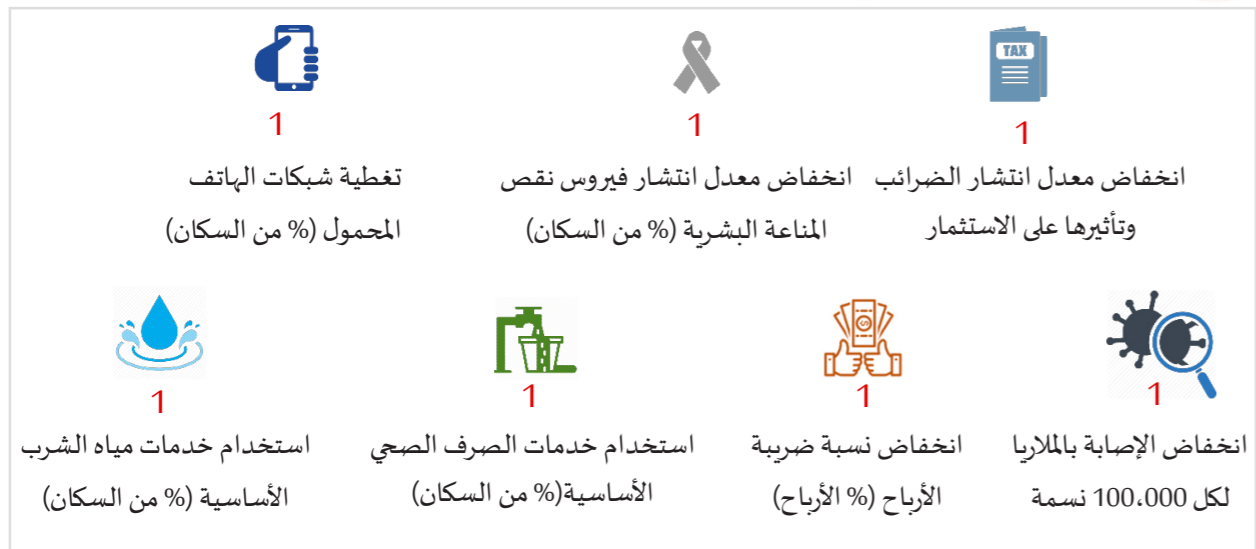 TAX
1
1
1
انخفاض معدل انتشار الضرائب
وتأثيرها على الاستثمار
انخفاض معدل انتشار فيروس نقص
المناعة البشرية (% من السكان)
تغطية شبكات الهاتف
المحمول (% من السكان)
1
1
1
1
انخفاض الإصابة بالملاريا
لكل 100،000 نسمة
انخفاض نسبة ضريبة
الأرباح (% الأرباح)
استخدام خدمات الصرف الصحي
الأساسية(% من السكان)
استخدام خدمات مياه الشرب
الأساسية (% من السكان)